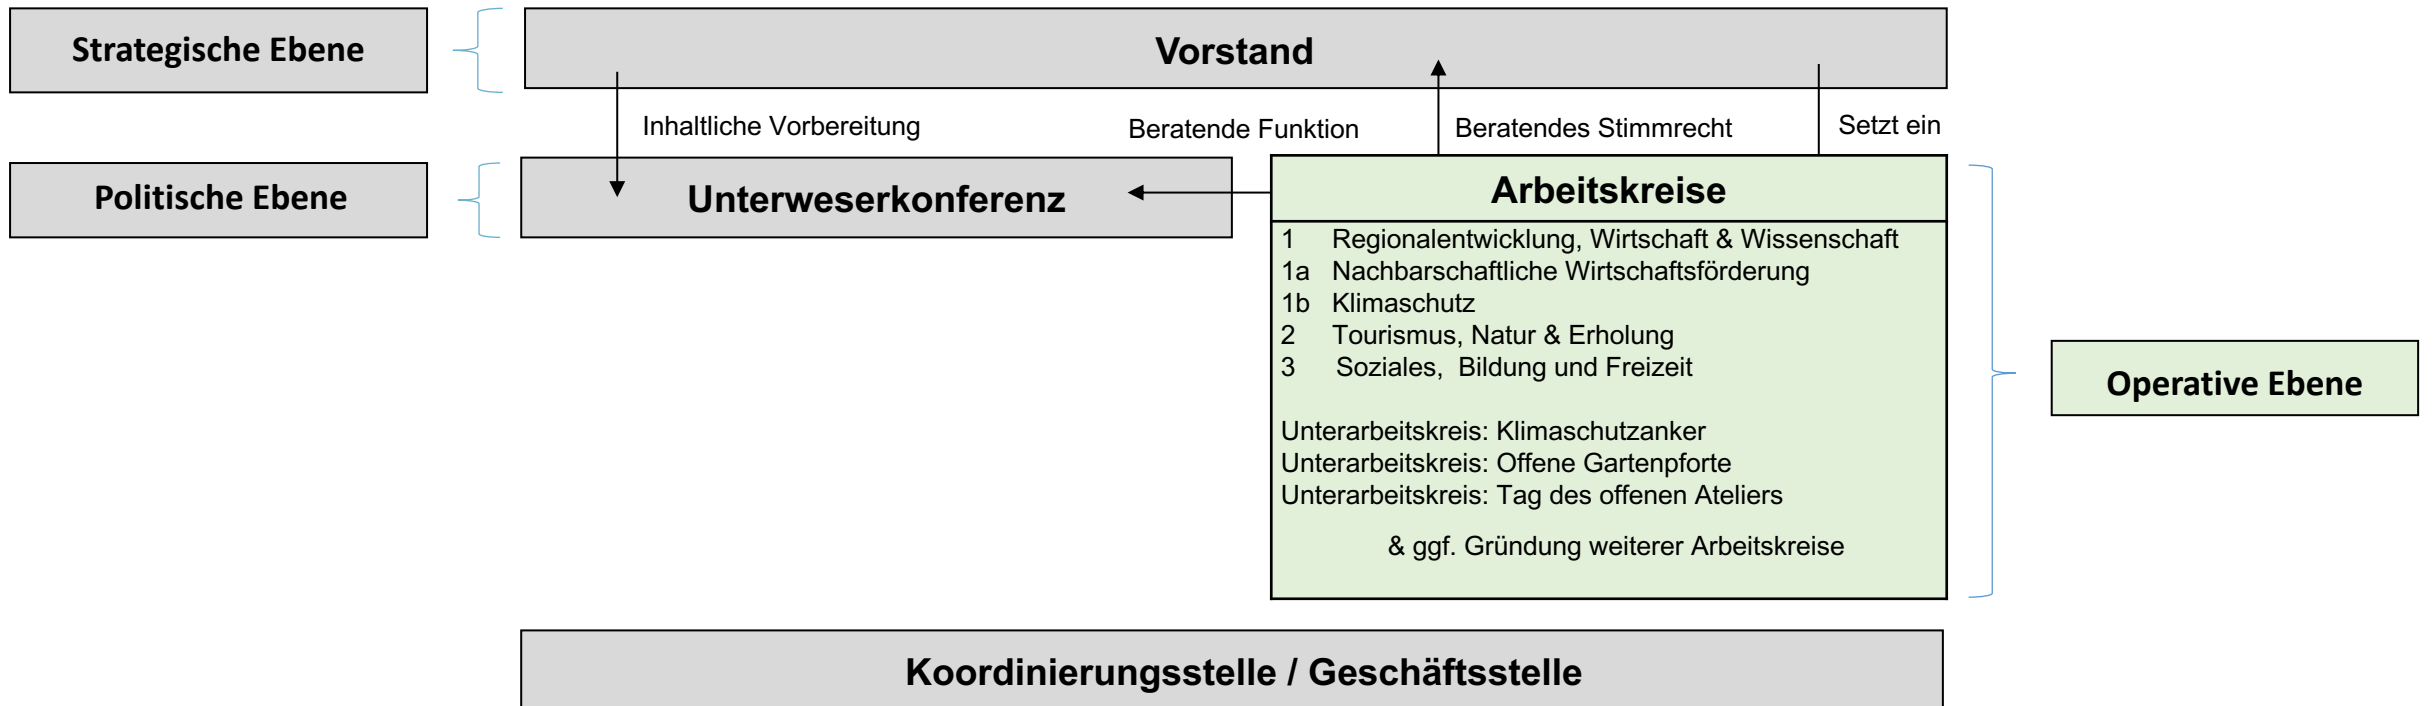 Strategische Ebene
Vorstand
Inhaltliche Vorbereitung
Beratende Funktion
Beratendes Stimmrecht
Setzt ein
Politische Ebene
Unterweserkonferenz
Arbeitskreise
1 Regionalentwicklung, Wirtschaft & Wissenschaft
1a Nachbarschaftliche Wirtschaftsförderung
1b Klimaschutz
2 Tourismus, Natur & Erholung
3 Soziales, Bildung und Freizeit
Unterarbeitskreis: Klimaschutzanker
Unterarbeitskreis: Offene Gartenpforte
Unterarbeitskreis: Tag des offenen Ateliers
& ggf. Gründung weiterer Arbeitskreise
Operative Ebene
Koordinierungsstelle / Geschäftsstelle